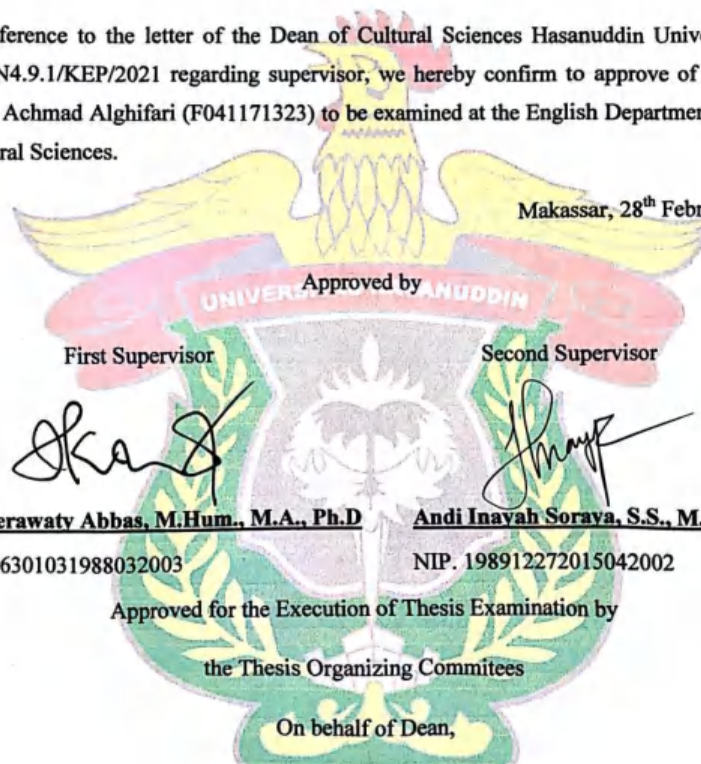 ference to the letter of the Dean of Cultural Sciences Hasanuddin Unive
N4.9.1/KEP/2021 regarding supervisor, we hereby confirm to approve of
Achmad Alghifari (F041171323) to be examined at the English Departmen
ral Sciences.
Makassar, 28th Febr
Approved by
UNIVER ANUDDIN
First Supervisor
Second Supervisor
erawaty Abbas, M.Hum., M.A., Ph.D
Andi Inayah Soraya, S.S., M.
6301031988032003
NIP. 198912272015042002
Approved for the Execution of Thesis Examination by
the Thesis Organizing Commitees
On behalf of Dean,